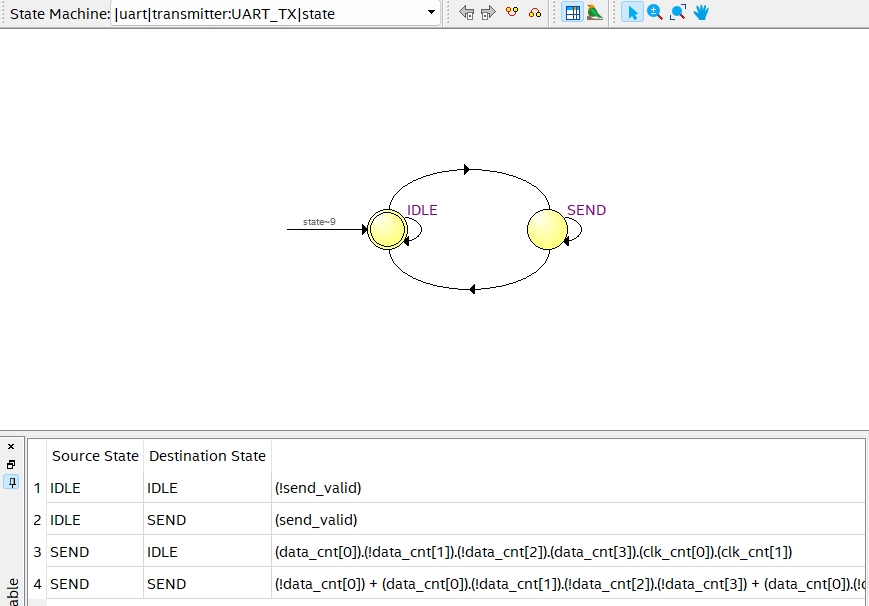 State Machine: |uart|transmitter:UART_TX|state
state~9
IDLE
SEND
Source State Destination State
1 IDLE IDLE (!send_valid)
2 IDLE SEND (send_valid)
3 SEND IDLE (data_cnt[0]).(!data_cnt[1]).(!data_cnt[2]).(data_cnt[3]).(clk_cnt[0]).(clk_cnt[1])
4 SEND SEND (!data_cnt[0]) + (data_cnt[0]).(!data_cnt[1]).(!data_cnt[2]).(!data_cnt[3]) + (data_cnt[0]).(!c
able